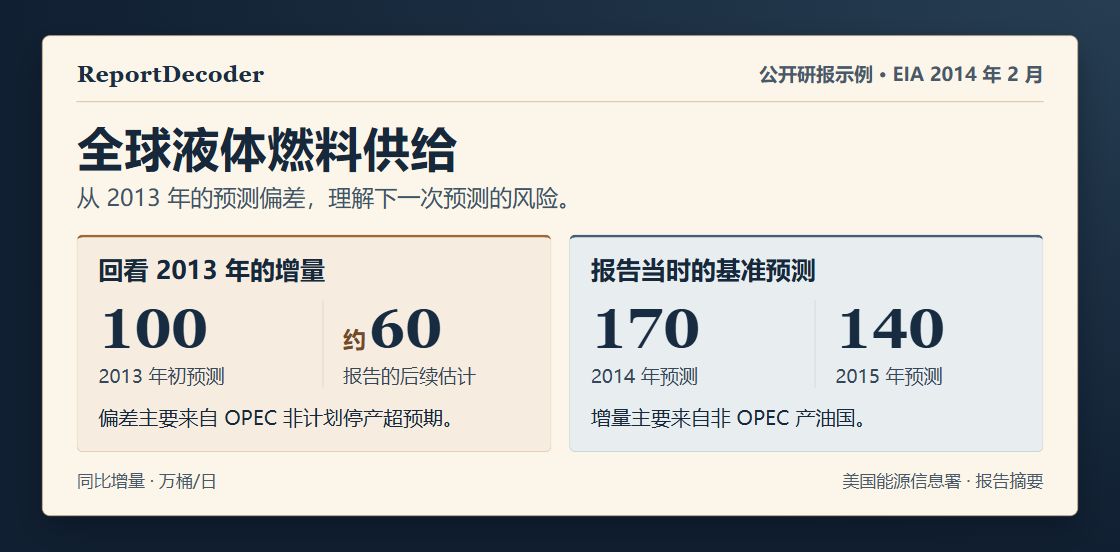 ReportDecoder
公开研报示例 · EIA 2014 年 2 月
全球液体燃料供给
从 2013 年的预测偏差，理解下一次预测的风险。
回看 2013 年的增量
100
2013 年初预测
约60
报告的后续估计
偏差主要来自 OPEC 非计划停产超预期。
报告当时的基准预测
170
2014 年预测
140
2015 年预测
增量主要来自非 OPEC 产油国。
同比增量 · 万桶/日
美国能源信息署 · 报告摘要